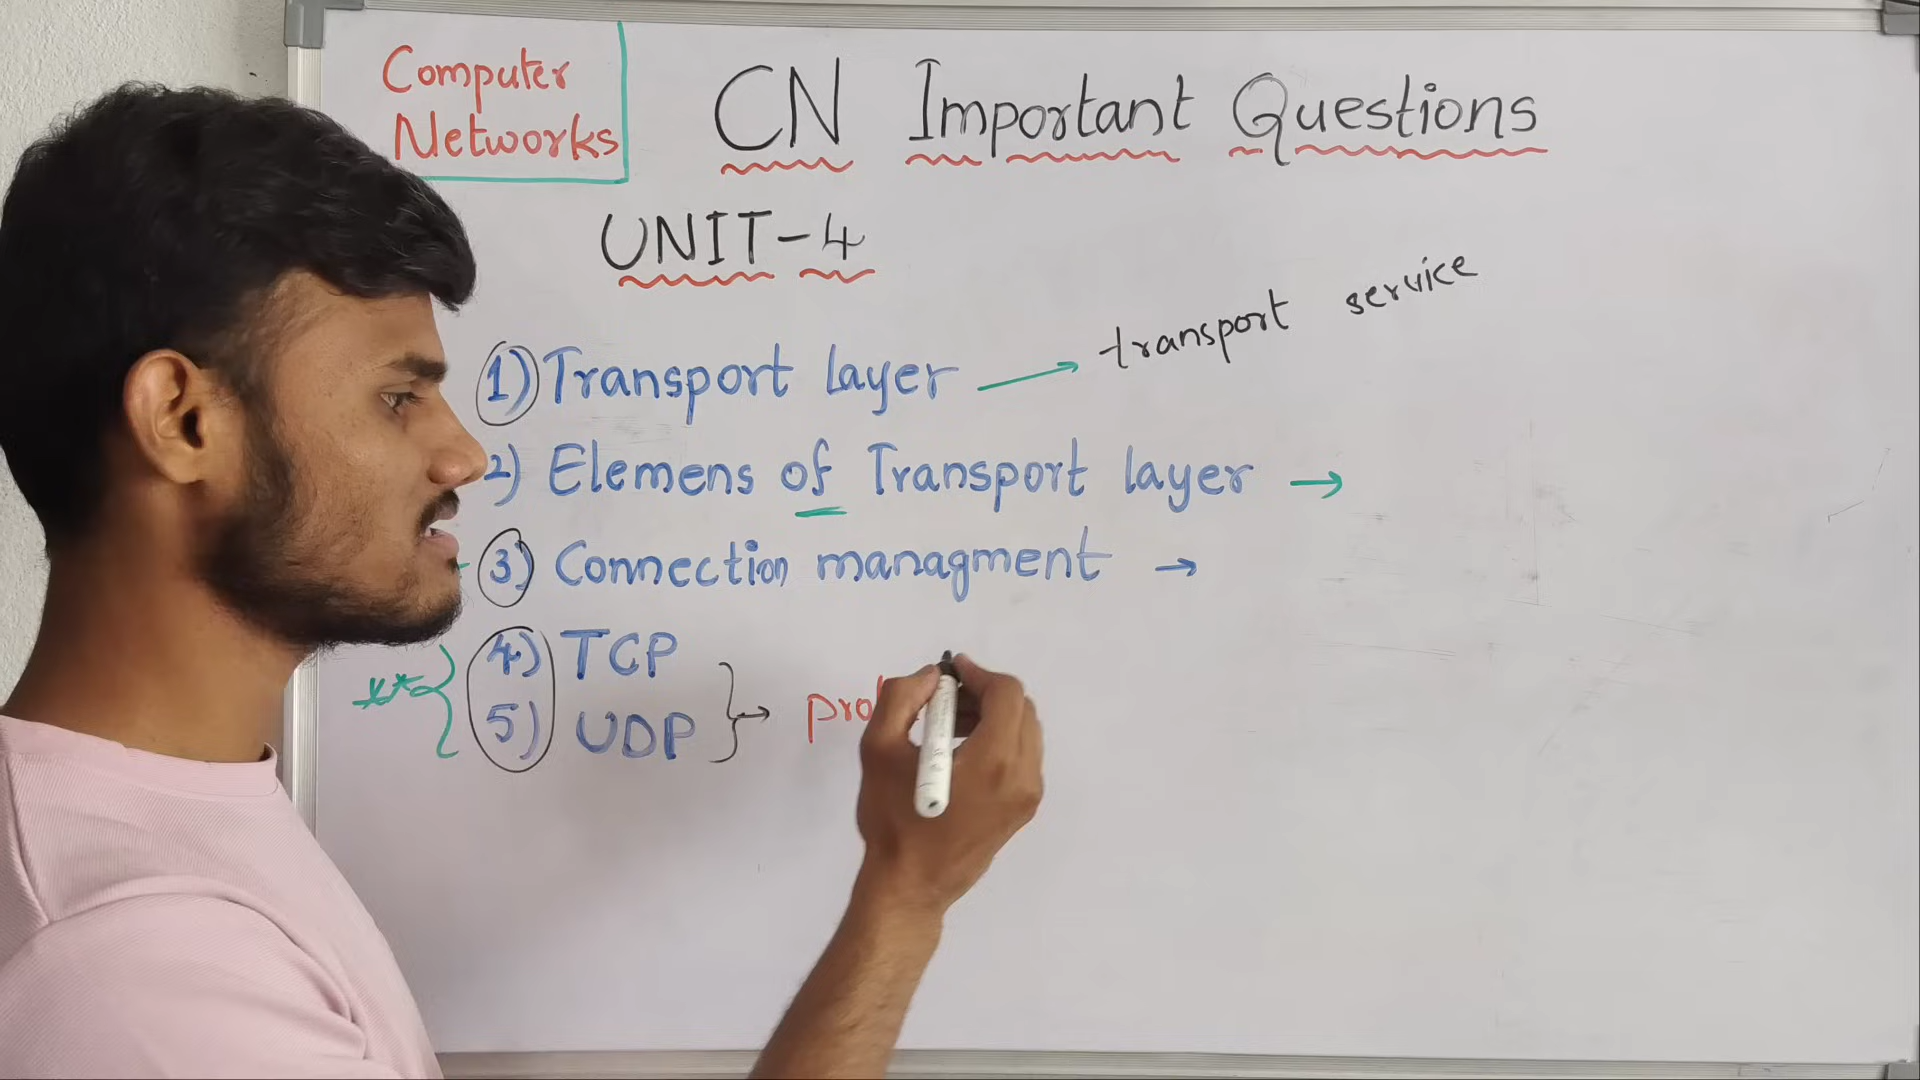 Computer
Networks
CN Important Questions
UNIT-4
1) Transport layer → transport service
2) Elemens of Transport layer →
3) Connection managment →
4) TCP
5) UDP